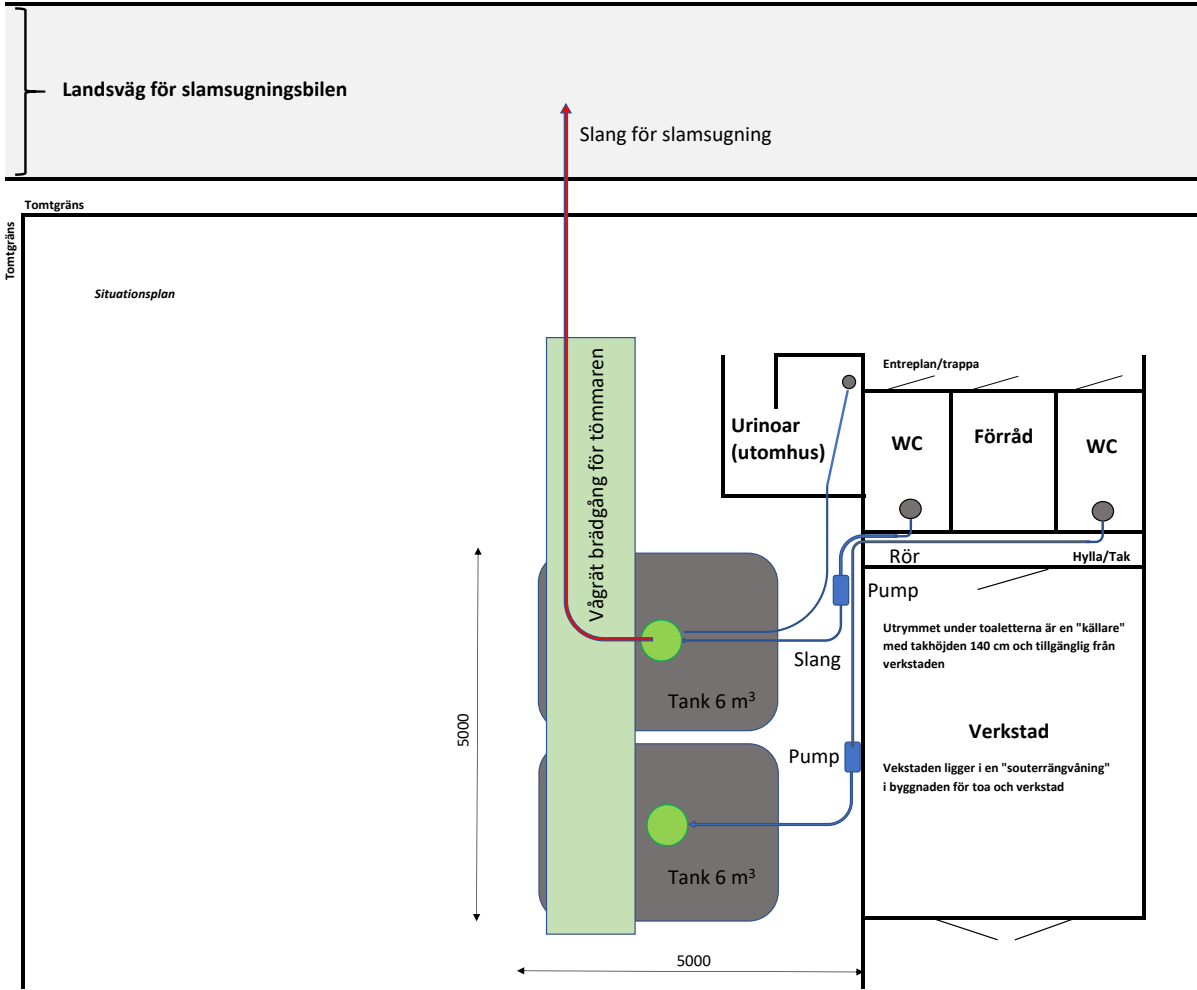 Landsväg för slamsugningsbilen
Slang för slamsugning
Tomtgräns
Tomtgräns
Situationsplan
Vågrät brädgång för tömmaren
Entreplan/trappa
Urinoar
(utomhus)
WC
Förråd
WC
Rör
Hylla/Tak
Pump
Utrymmet under toaletterna är en "källare"
med takhöjden 140 cm och tillgänglig från
verkstaden
Slang
Tank 6 m³
5000
Verkstad
Pump
Vekstaden ligger i en "souterrängvåning"
i byggnaden för toa och verkstad
Tank 6 m³
5000